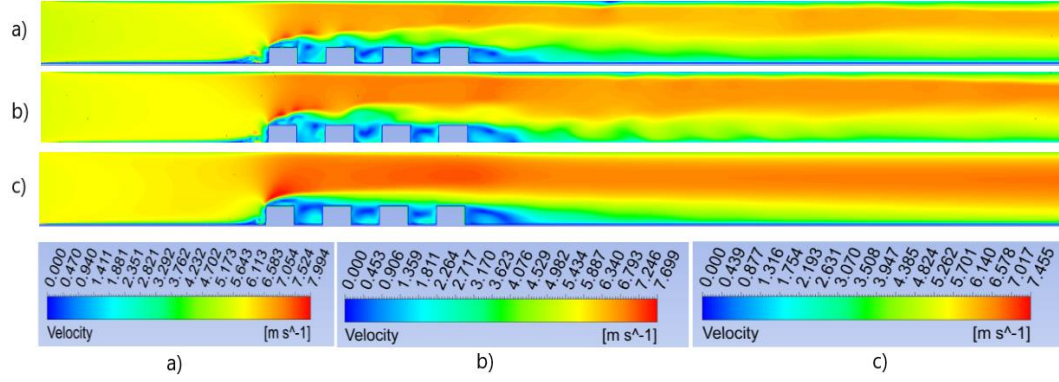 a)
b)
c)
0.000 0.470 0.940 1.411 1.881 2.351 2.821 3.292 3.762 4.232 4.702 5.173 5.643 6.113 6.583 7.054 7.524 7.994
Velocity [m s^-1]
a)
0.000 0.453 0.906 1.359 1.811 2.264 2.717 3.170 3.623 4.076 4.529 4.982 5.434 5.887 6.340 6.793 7.246 7.699
Velocity [m s^-1]
b)
0.000 0.439 0.877 1.316 1.754 2.193 2.631 3.070 3.508 3.947 4.385 4.824 5.262 5.701 6.140 6.578 7.017 7.455
Velocity [m s^-1]
c)